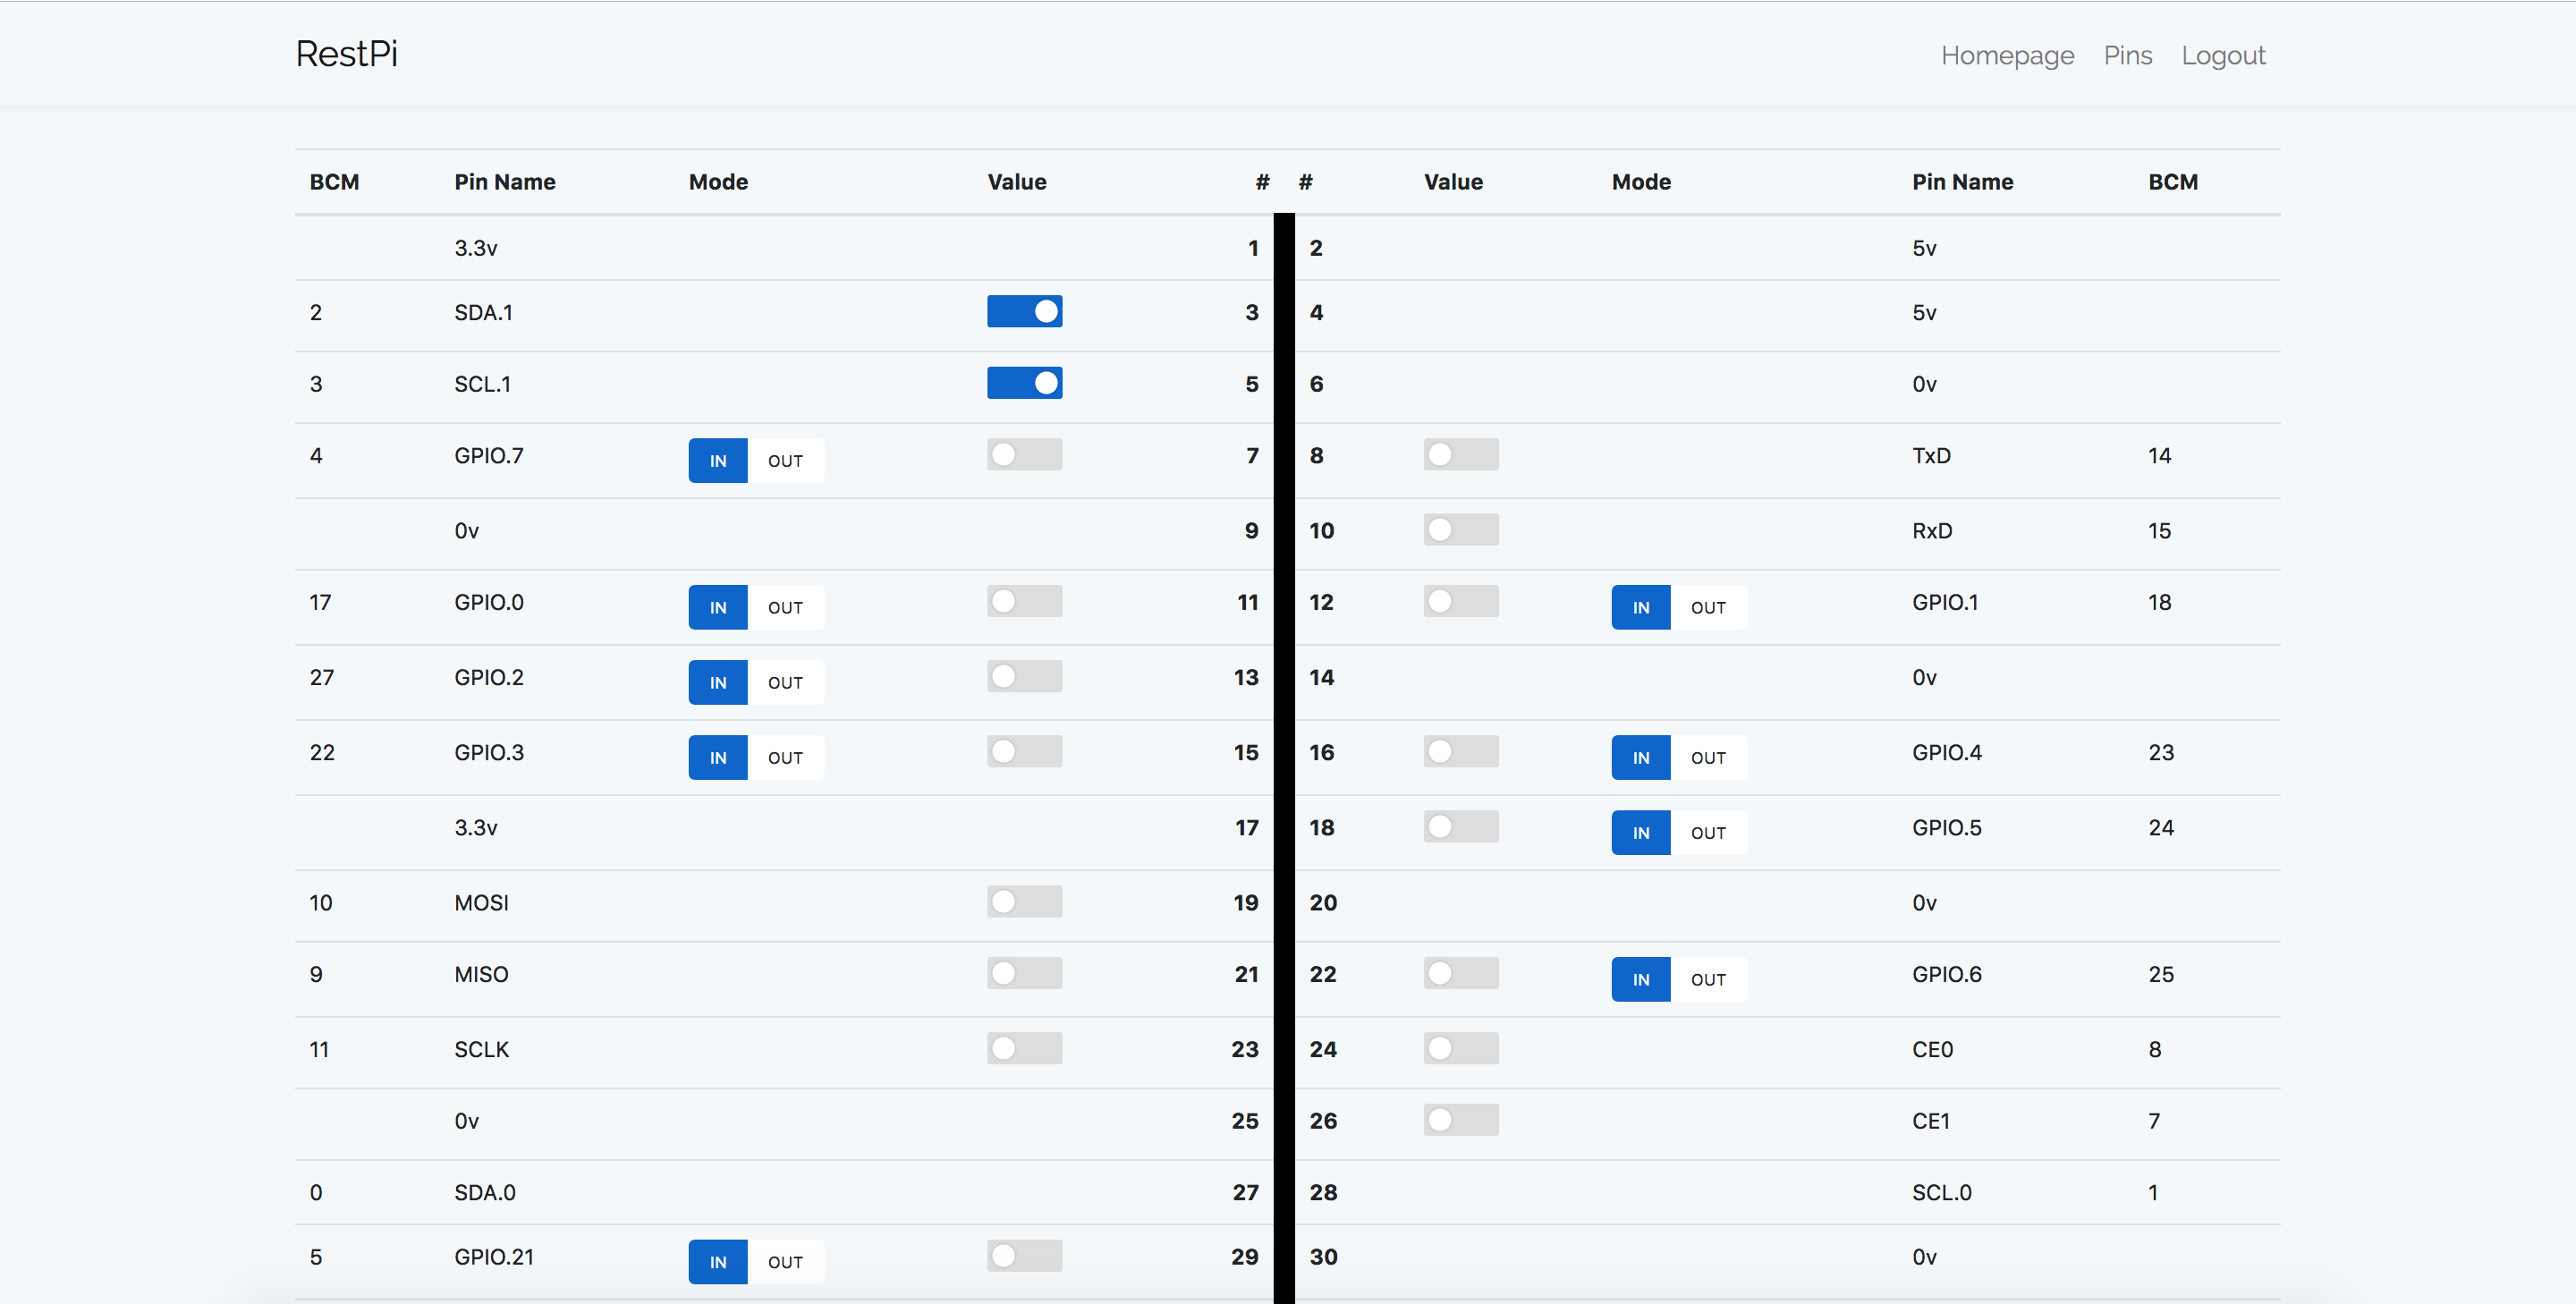 RestPi Homepage Pins Logout
BCM Pin Name Mode Value # # Value Mode Pin Name BCM
3.3v 1 2 5v
2 SDA.1 3 4 5v
3 SCL.1 5 6 0v
4 GPIO.7 IN OUT 7 8 TxD 14
0v 9 10 RxD 15
17 GPIO.0 IN OUT 11 12 IN OUT GPIO.1 18
27 GPIO.2 IN OUT 13 14 0v
22 GPIO.3 IN OUT 15 16 IN OUT GPIO.4 23
3.3v 17 18 IN OUT GPIO.5 24
10 MOSI 19 20 0v
9 MISO 21 22 IN OUT GPIO.6 25
11 SCLK 23 24 CE0 8
0v 25 26 CE1 7
0 SDA.0 27 28 SCL.0 1
5 GPIO.21 IN OUT 29 30 0v